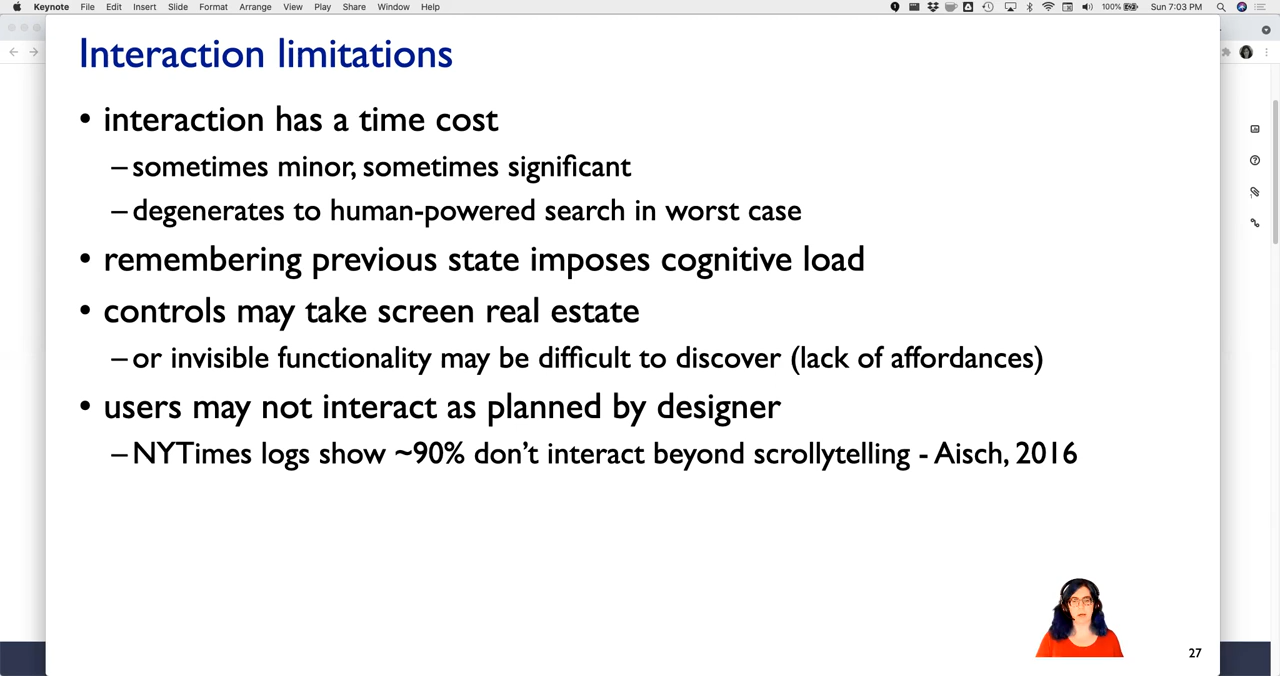 Keynote File Edit Insert Slide Format Arrange View Play Share Window Help 100% Sun 7:03 PM
Interaction limitations
• interaction has a time cost
– sometimes minor, sometimes significant
– degenerates to human-powered search in worst case
• remembering previous state imposes cognitive load
• controls may take screen real estate
– or invisible functionality may be difficult to discover (lack of affordances)
• users may not interact as planned by designer
– NYTimes logs show ~90% don’t interact beyond scrollytelling - Aisch, 2016
27